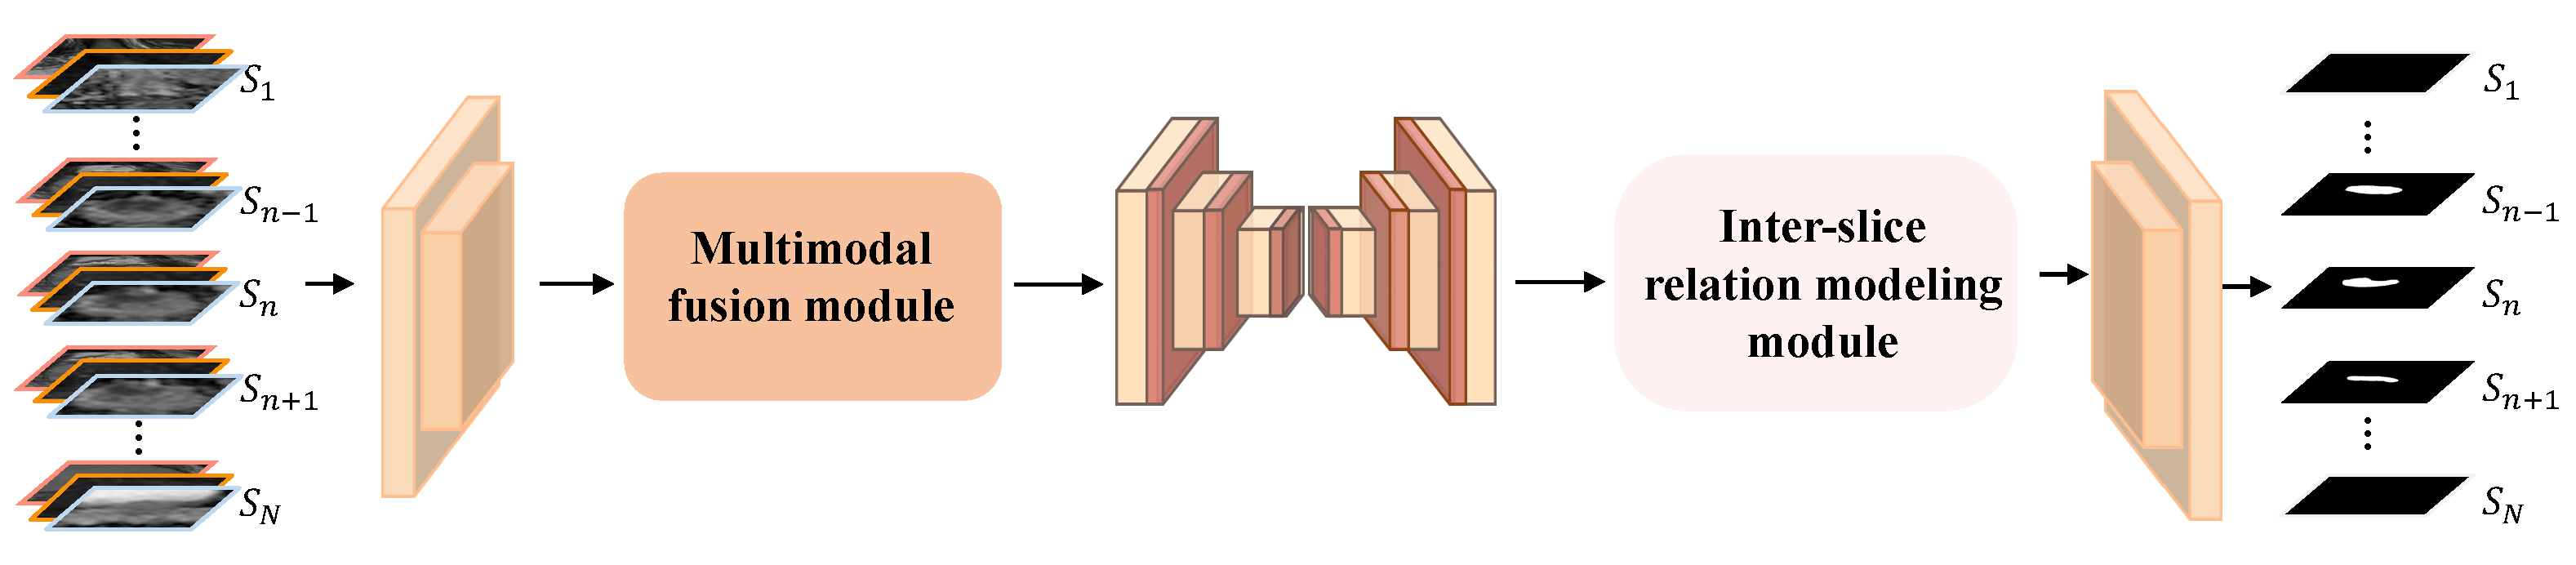 S_1
S_{n-1}
S_n
S_{n+1}
S_N
Multimodal
fusion module
Inter-slice
relation modeling
module
S_1
S_{n-1}
S_n
S_{n+1}
S_N